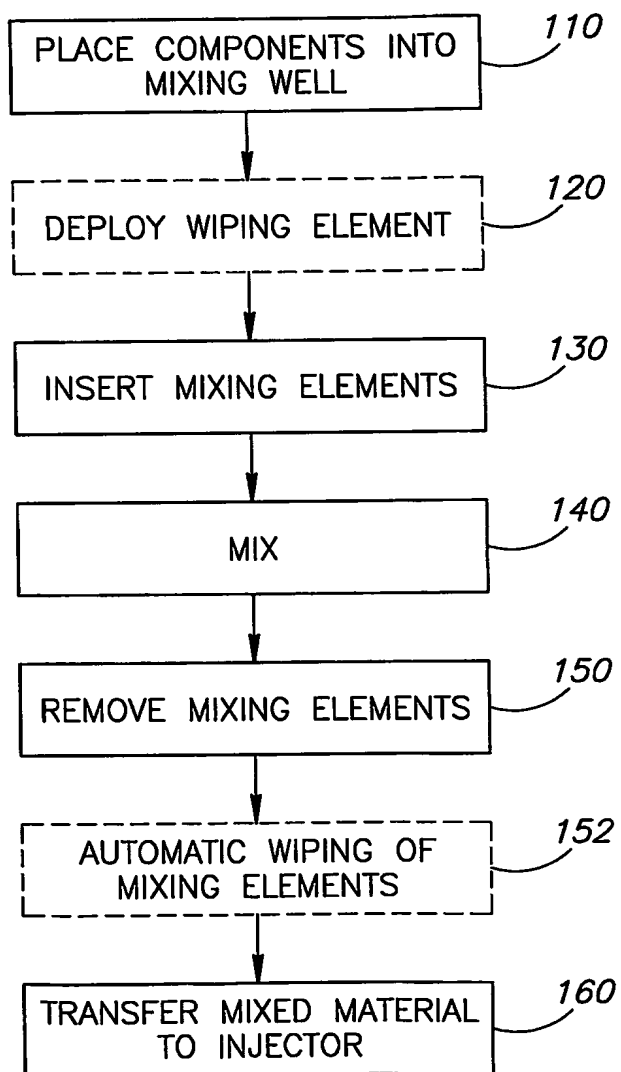 110
PLACE COMPONENTS INTO
MIXING WELL
120
DEPLOY WIPING ELEMENT
130
INSERT MIXING ELEMENTS
140
MIX
150
REMOVE MIXING ELEMENTS
152
AUTOMATIC WIPING OF
MIXING ELEMENTS
160
TRANSFER MIXED MATERIAL
TO INJECTOR